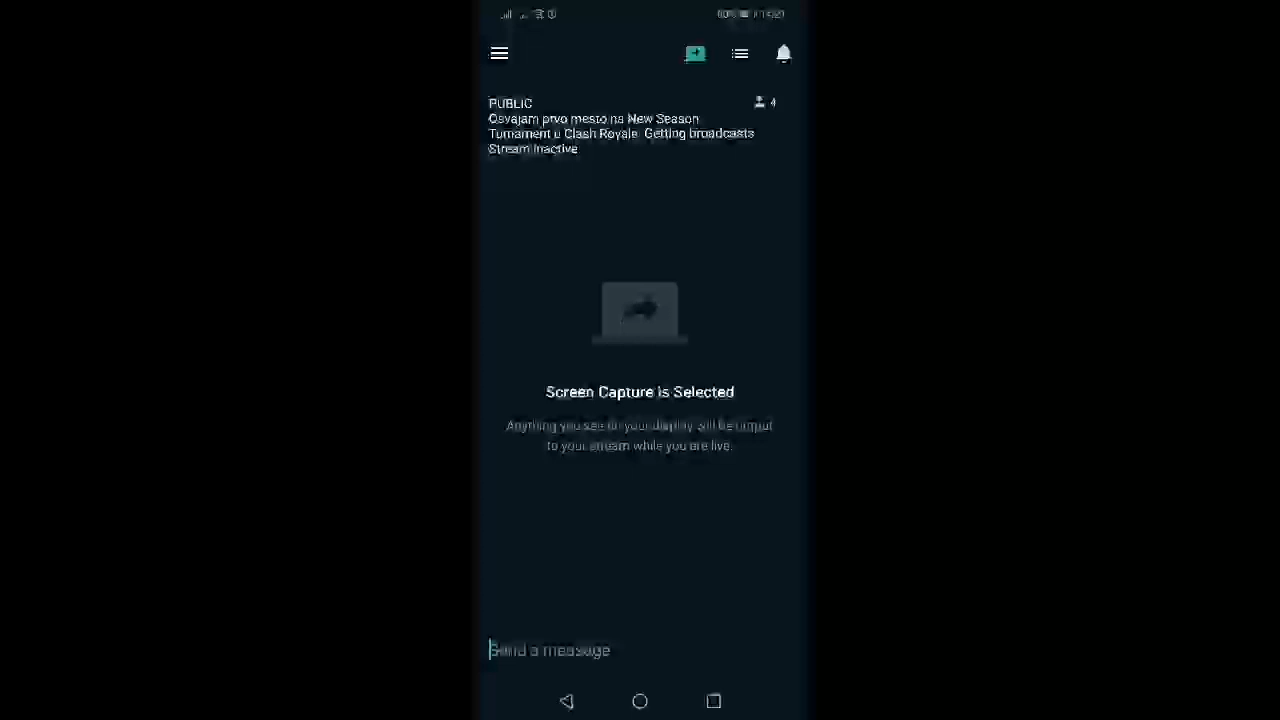 PUBLIC
4
Osvajam prvo mesto na New Season
Turnament u Clash Royale. Getting broadcasts
Stream Inactive
Screen Capture is Selected
Anything you see on your display will be output
to your stream while you are live.
Send a message